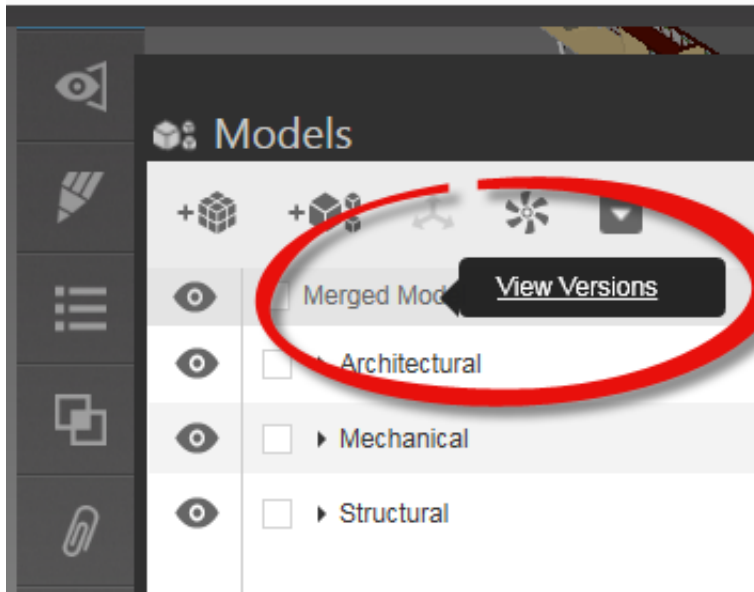 Models
Merged Mod
View Versions
Architectural
Mechanical
Structural